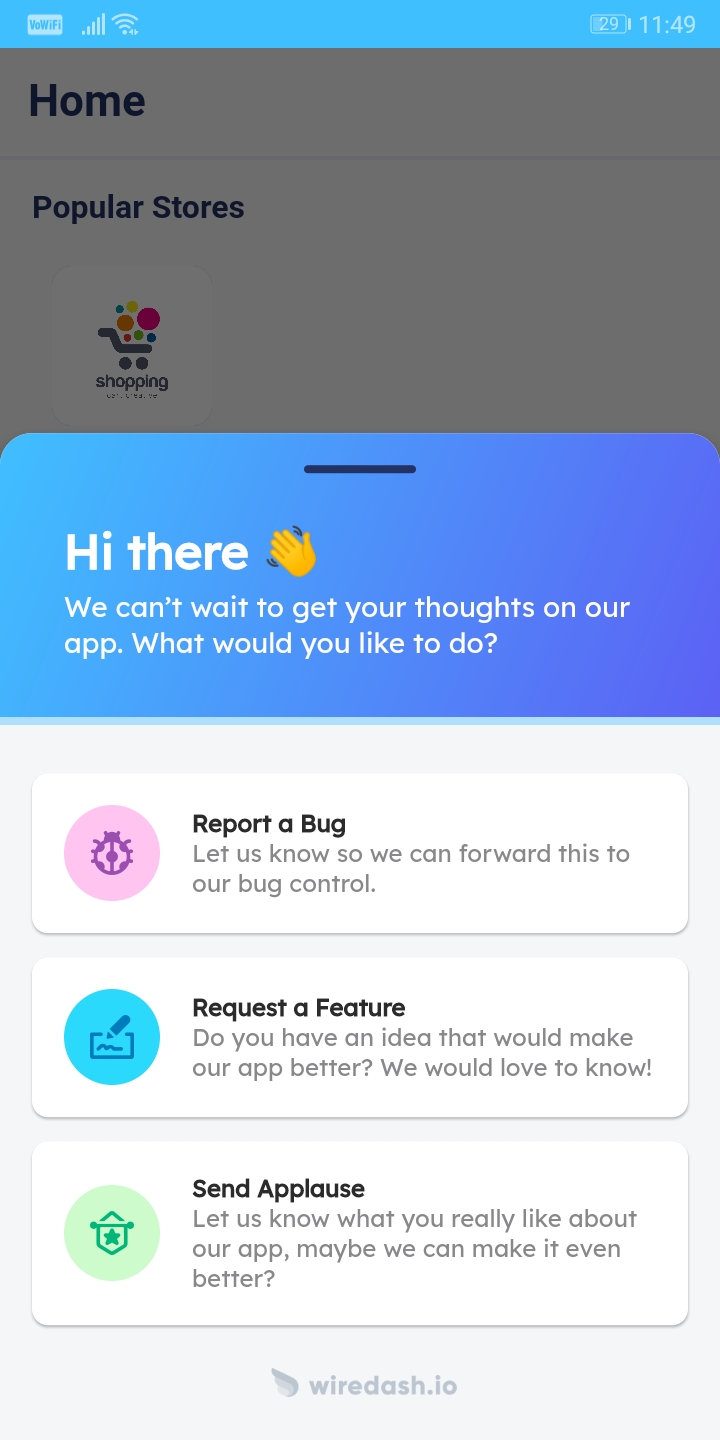 VoWiFi 29 11:49
Home
Popular Stores
shopping
Hi there 👋
We can’t wait to get your thoughts on our
app. What would you like to do?
Report a Bug
Let us know so we can forward this to
our bug control.
Request a Feature
Do you have an idea that would make
our app better? We would love to know!
Send Applause
Let us know what you really like about
our app, maybe we can make it even
better?
wiredash.io